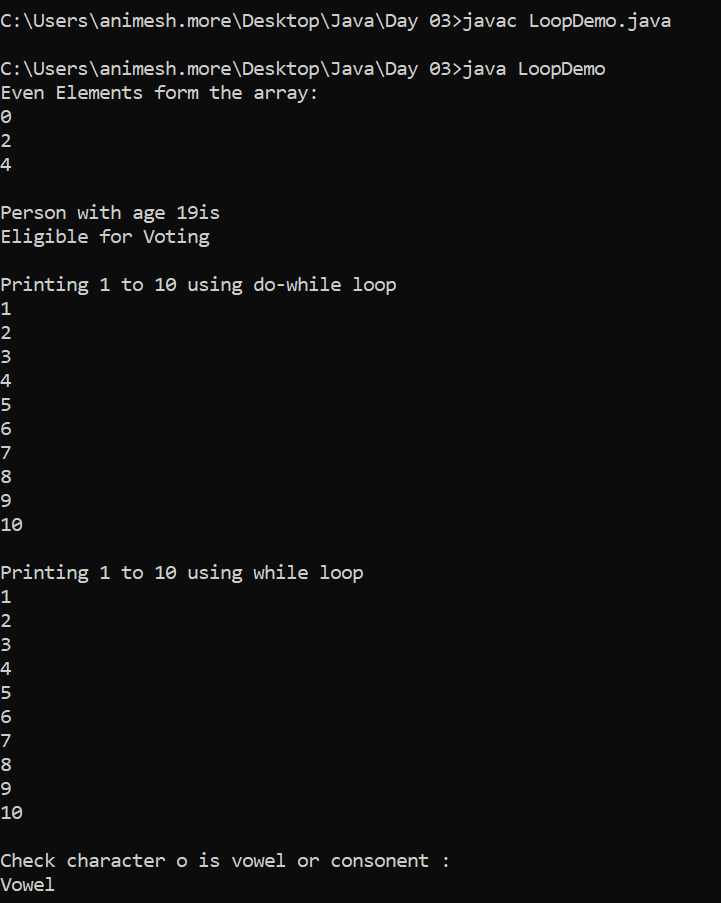 C:\Users\animesh.more\Desktop\Java\Day 03>javac LoopDemo.java
C:\Users\animesh.more\Desktop\Java\Day 03>java LoopDemo
Even Elements form the array:
0
2
4
Person with age 19is
Eligible for Voting
Printing 1 to 10 using do-while loop
1
2
3
4
5
6
7
8
9
10
Printing 1 to 10 using while loop
1
2
3
4
5
6
7
8
9
10
Check character o is vowel or consonent :
Vowel